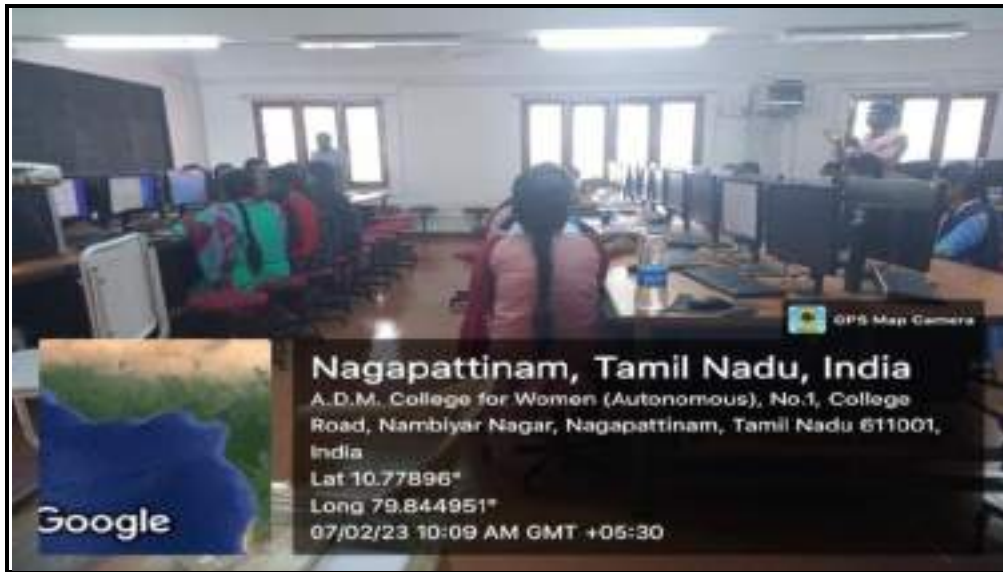 GPS Map Camera
Nagapattinam, Tamil Nadu, India
A.D.M. College for Women (Autonomous), No.1, College
Road, Nambiyar Nagar, Nagapattinam, Tamil Nadu 611001,
India
Lat 10.77896°
Long 79.844951°
07/02/23 10:09 AM GMT +05:30
Google